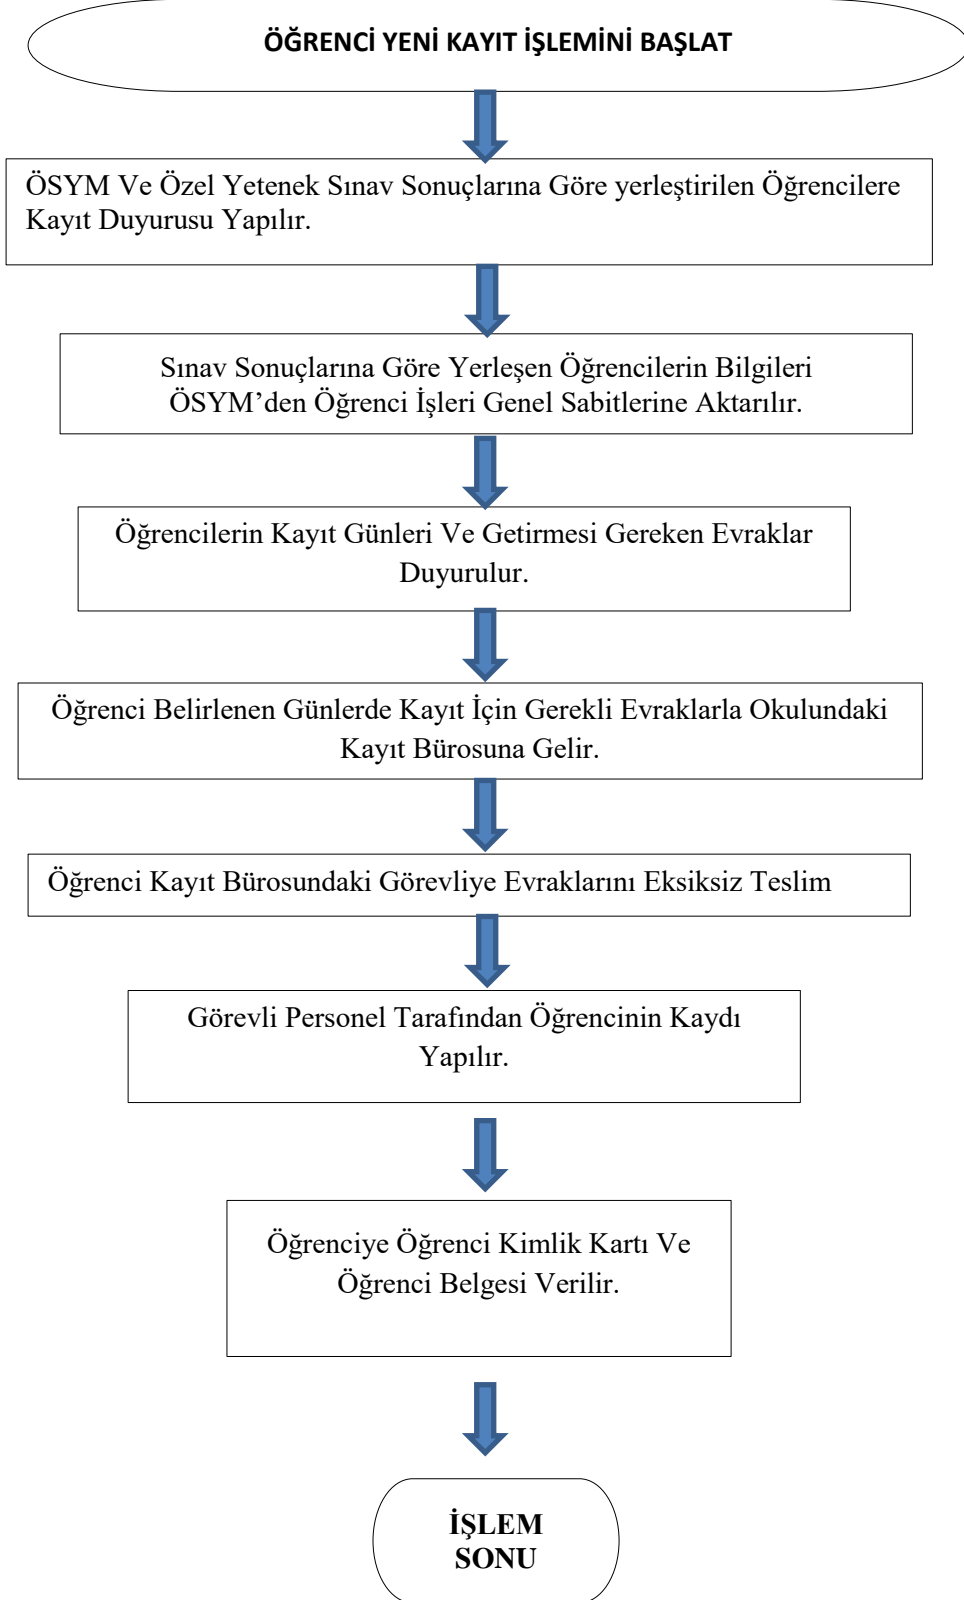 ÖĞRENCİ YENİ KAYIT İŞLEMİNİ BAŞLAT
ÖSYM Ve Özel Yetenek Sınav Sonuçlarına Göre yerleştirilen Öğrencilere
Kayıt Duyurusu Yapılır.
Sınav Sonuçlarına Göre Yerleşen Öğrencilerin Bilgileri
ÖSYM’den Öğrenci İşleri Genel Sabitlerine Aktarılır.
Öğrencilerin Kayıt Günleri Ve Getirmesi Gereken Evraklar
Duyurulur.
Öğrenci Belirlenen Günlerde Kayıt İçin Gerekli Evraklarla Okulundaki
Kayıt Bürosuna Gelir.
Öğrenci Kayıt Bürosundaki Görevliye Evraklarını Eksiksiz Teslim
Görevli Personel Tarafından Öğrencinin Kaydı
Yapılır.
Öğrenciye Öğrenci Kimlik Kartı Ve
Öğrenci Belgesi Verilir.
İŞLEM
SONU